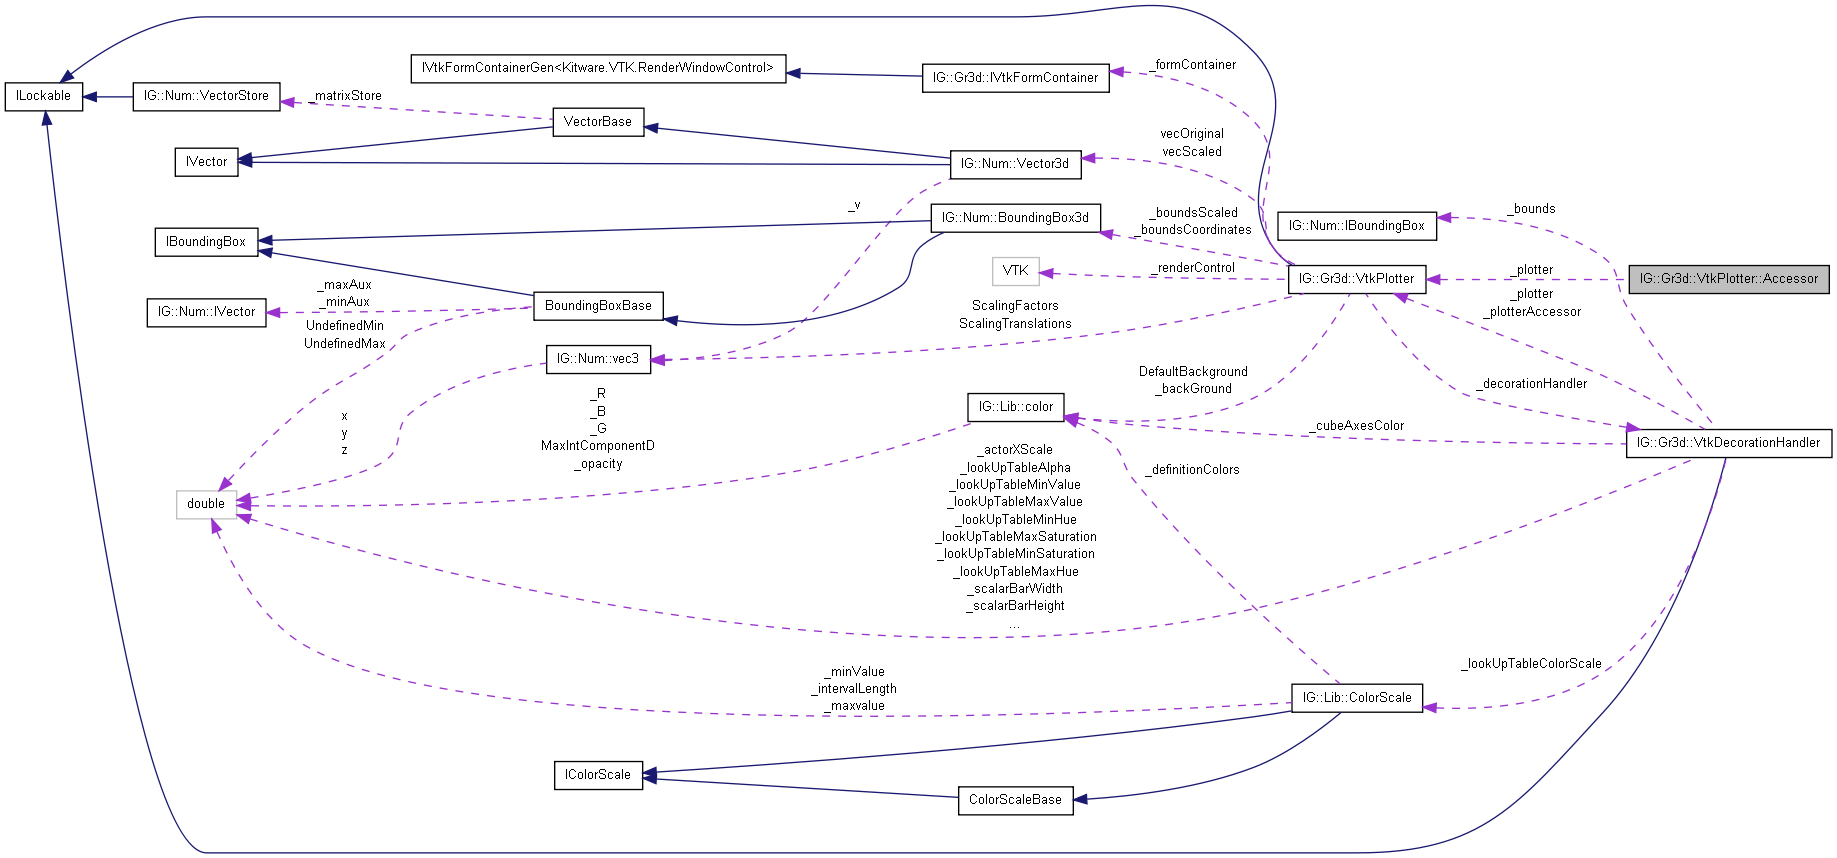 _formContainer
IVtkFormContainerGen<Kitware.VTK.RenderWindowControl>
IG::Gr3d::IVtkFormContainer
ILockable
IG::Num::VectorStore
_matrixStore
VectorBase
vecOriginal
vecScaled
IVector
IG::Num::Vector3d
_v
IG::Num::BoundingBox3d
_boundsScaled
_boundsCoordinates
IG::Num::IBoundingBox
_bounds
IBoundingBox
VTK
_renderControl
IG::Gr3d::VtkPlotter
_plotter
IG::Gr3d::VtkPlotter::Accessor
_maxAux
_minAux
IG::Num::IVector
BoundingBoxBase
ScalingFactors
ScalingTranslations
_plotter
_plotterAccessor
UndefinedMin
UndefinedMax
IG::Num::vec3
DefaultBackground
_backGround
_decorationHandler
_R
_B
_G
MaxIntComponentD
_opacity
x
y
z
IG::Lib::color
_cubeAxesColor
IG::Gr3d::VtkDecorationHandler
_actorXScale
_lookUpTableAlpha
_lookUpTableMinValue
_lookUpTableMaxValue
_lookUpTableMinHue
_lookUpTableMaxSaturation
_lookUpTableMinSaturation
_lookUpTableMaxHue
_scalarBarWidth
_scalarBarHeight
...
_definitionColors
double
_lookUpTableColorScale
_minValue
_intervalLength
_maxvalue
IG::Lib::ColorScale
IColorScale
ColorScaleBase